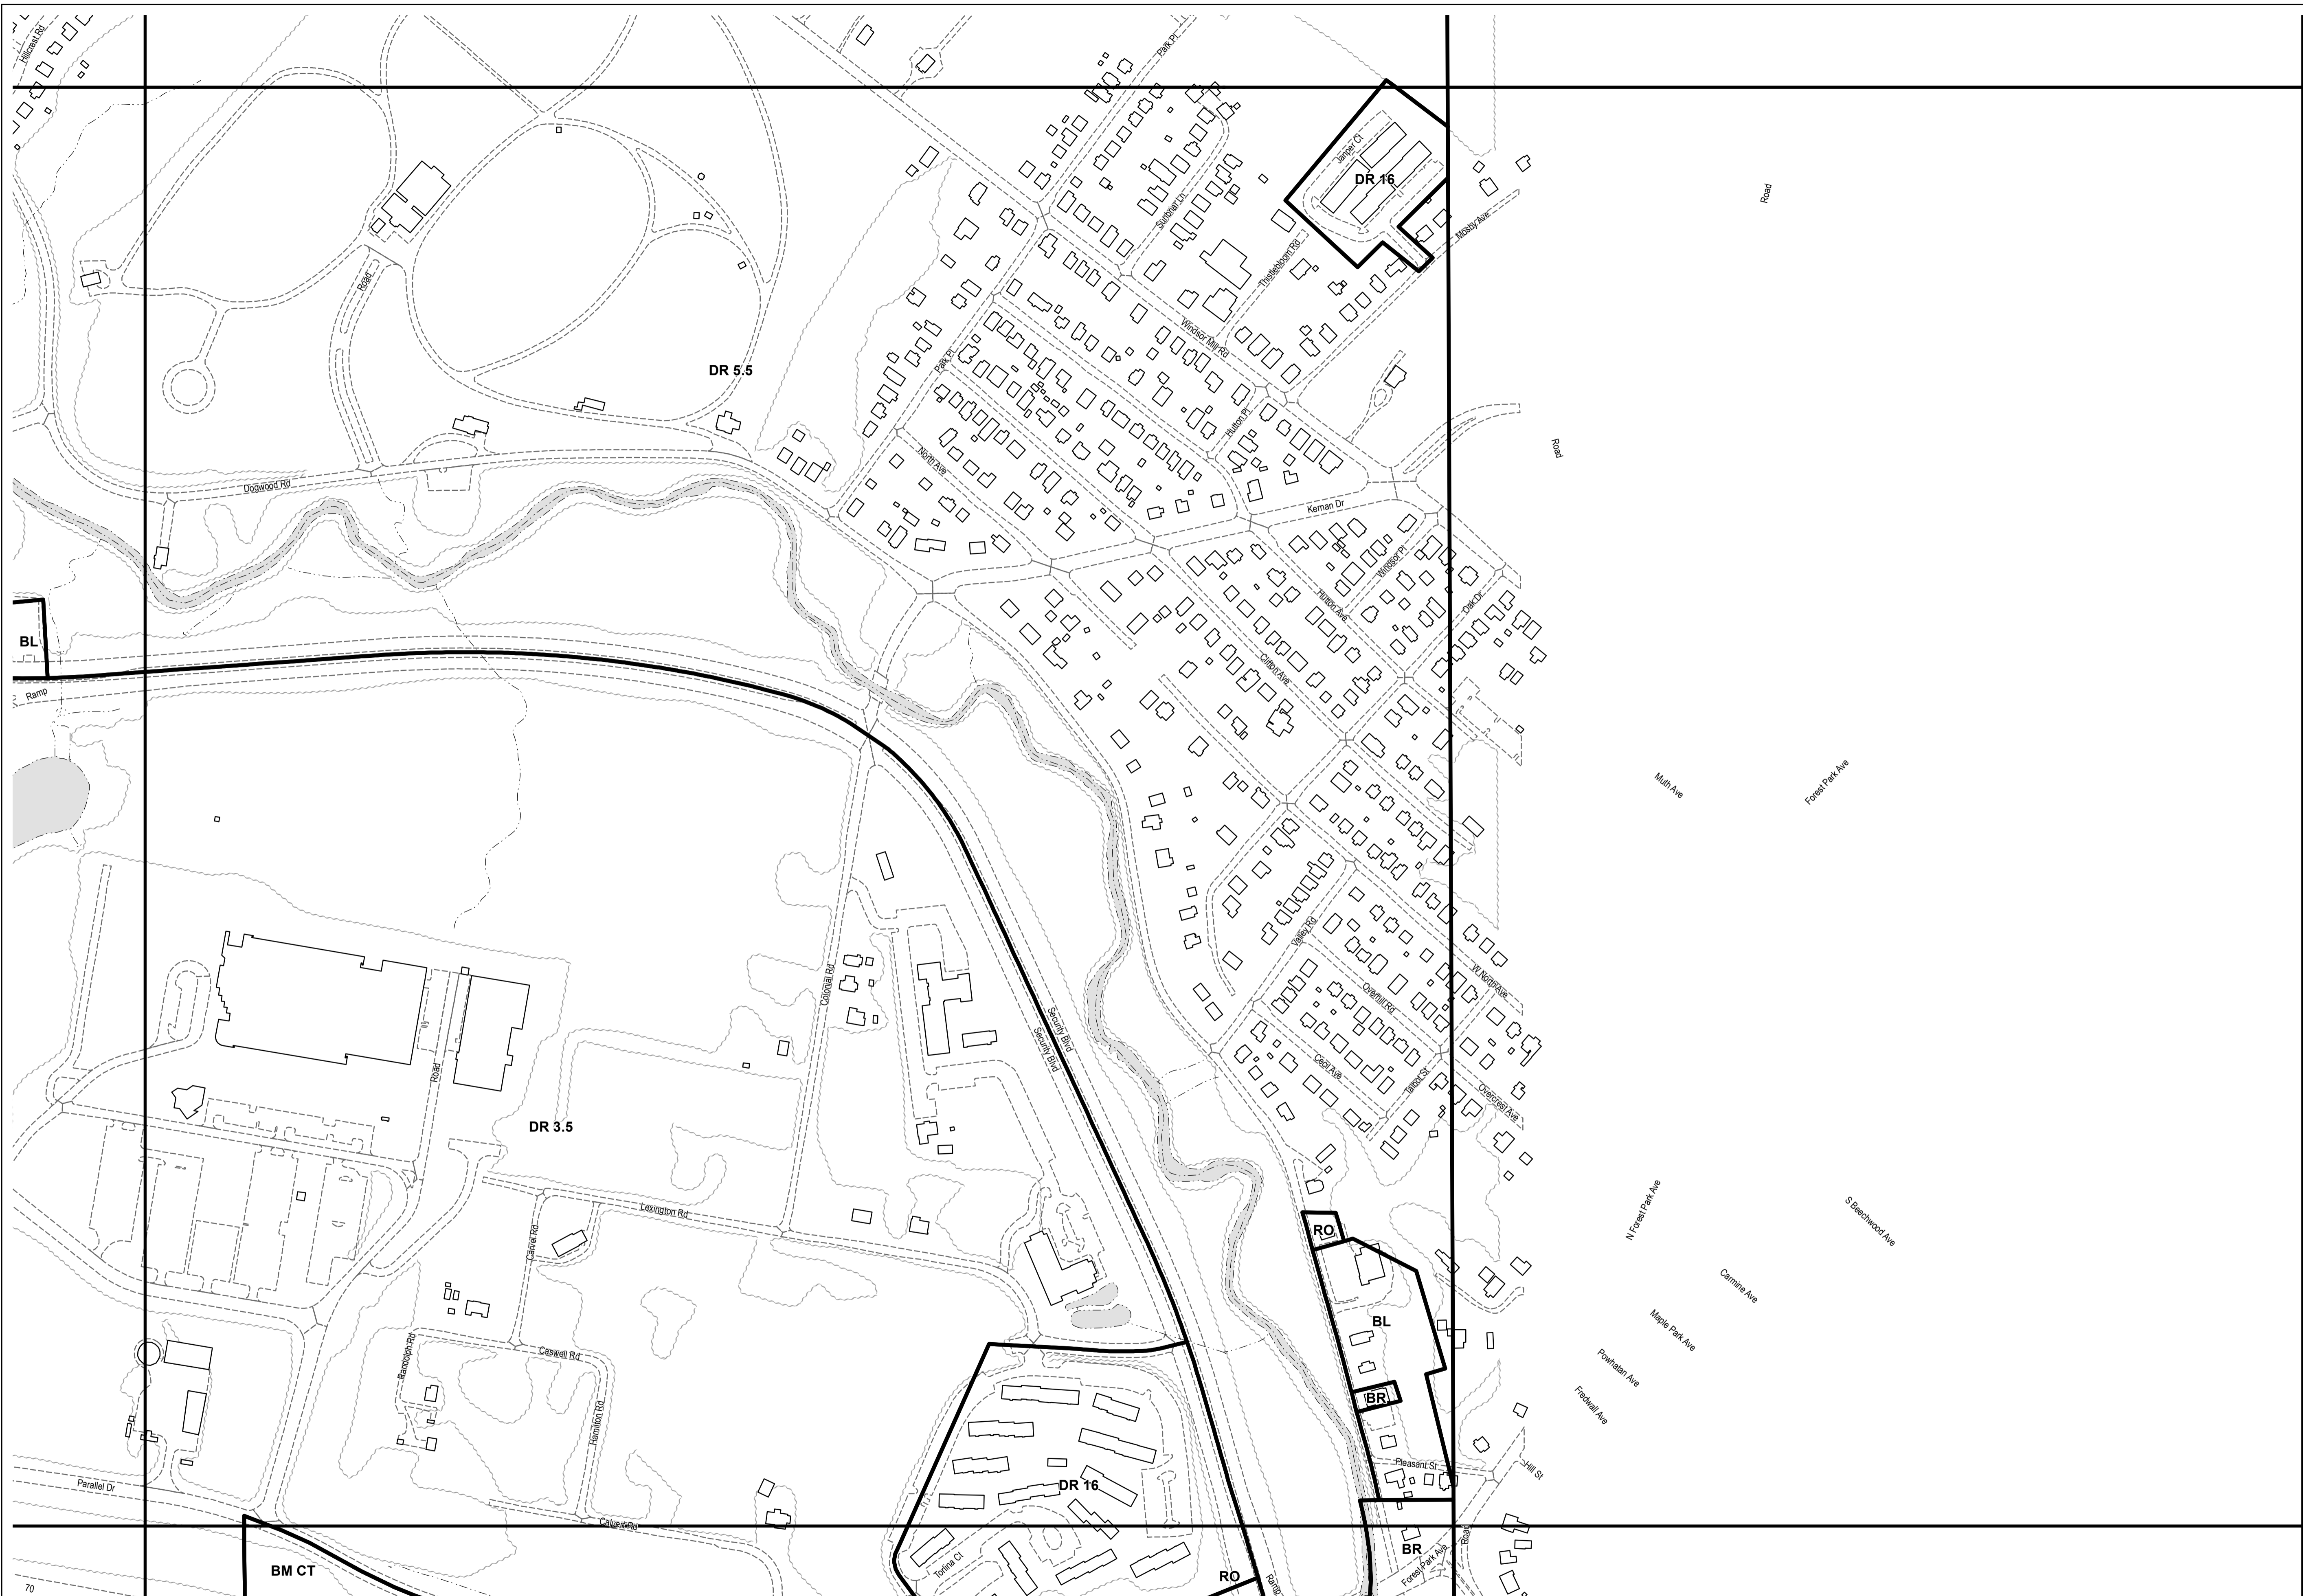 Hillcrest Rd
Park Pl
Janper Ct
DR 16
Road
Sunbriar Ln
Mosby Ave
Thistlebloom Rd
Road
Windsor Mill Rd
DR 5.5
Park Pl
Hutton Pl
Road
North Ave
Dogwood Rd
Kernan Dr
Windsor Pl
Hutton Ave
Oak Dr
BL
Clifton Ave
Ramp
Muth Ave
Forest Park Ave
Valley Rd
Colonial Rd
W North Ave
Overhill Rd
Security Blvd
Security Blvd
Cecil Ave
Road
Talbot St
Overcrest Ave
DR 3.5
Lexington Rd
N Forest Park Ave
S Beechwood Ave
RO
Carver Rd
Carmine Ave
BL
Maple Park Ave
Randolph Rd
Caswell Rd
Powhatan Ave
BR
Fredwall Ave
Hamilton Rd
Pleasant St
Hill St
Parallel Dr
DR 16
Calvert Rd
Road
BR
BM CT
Torlina Ct
Forest Park Ave
RO
Ramp
70